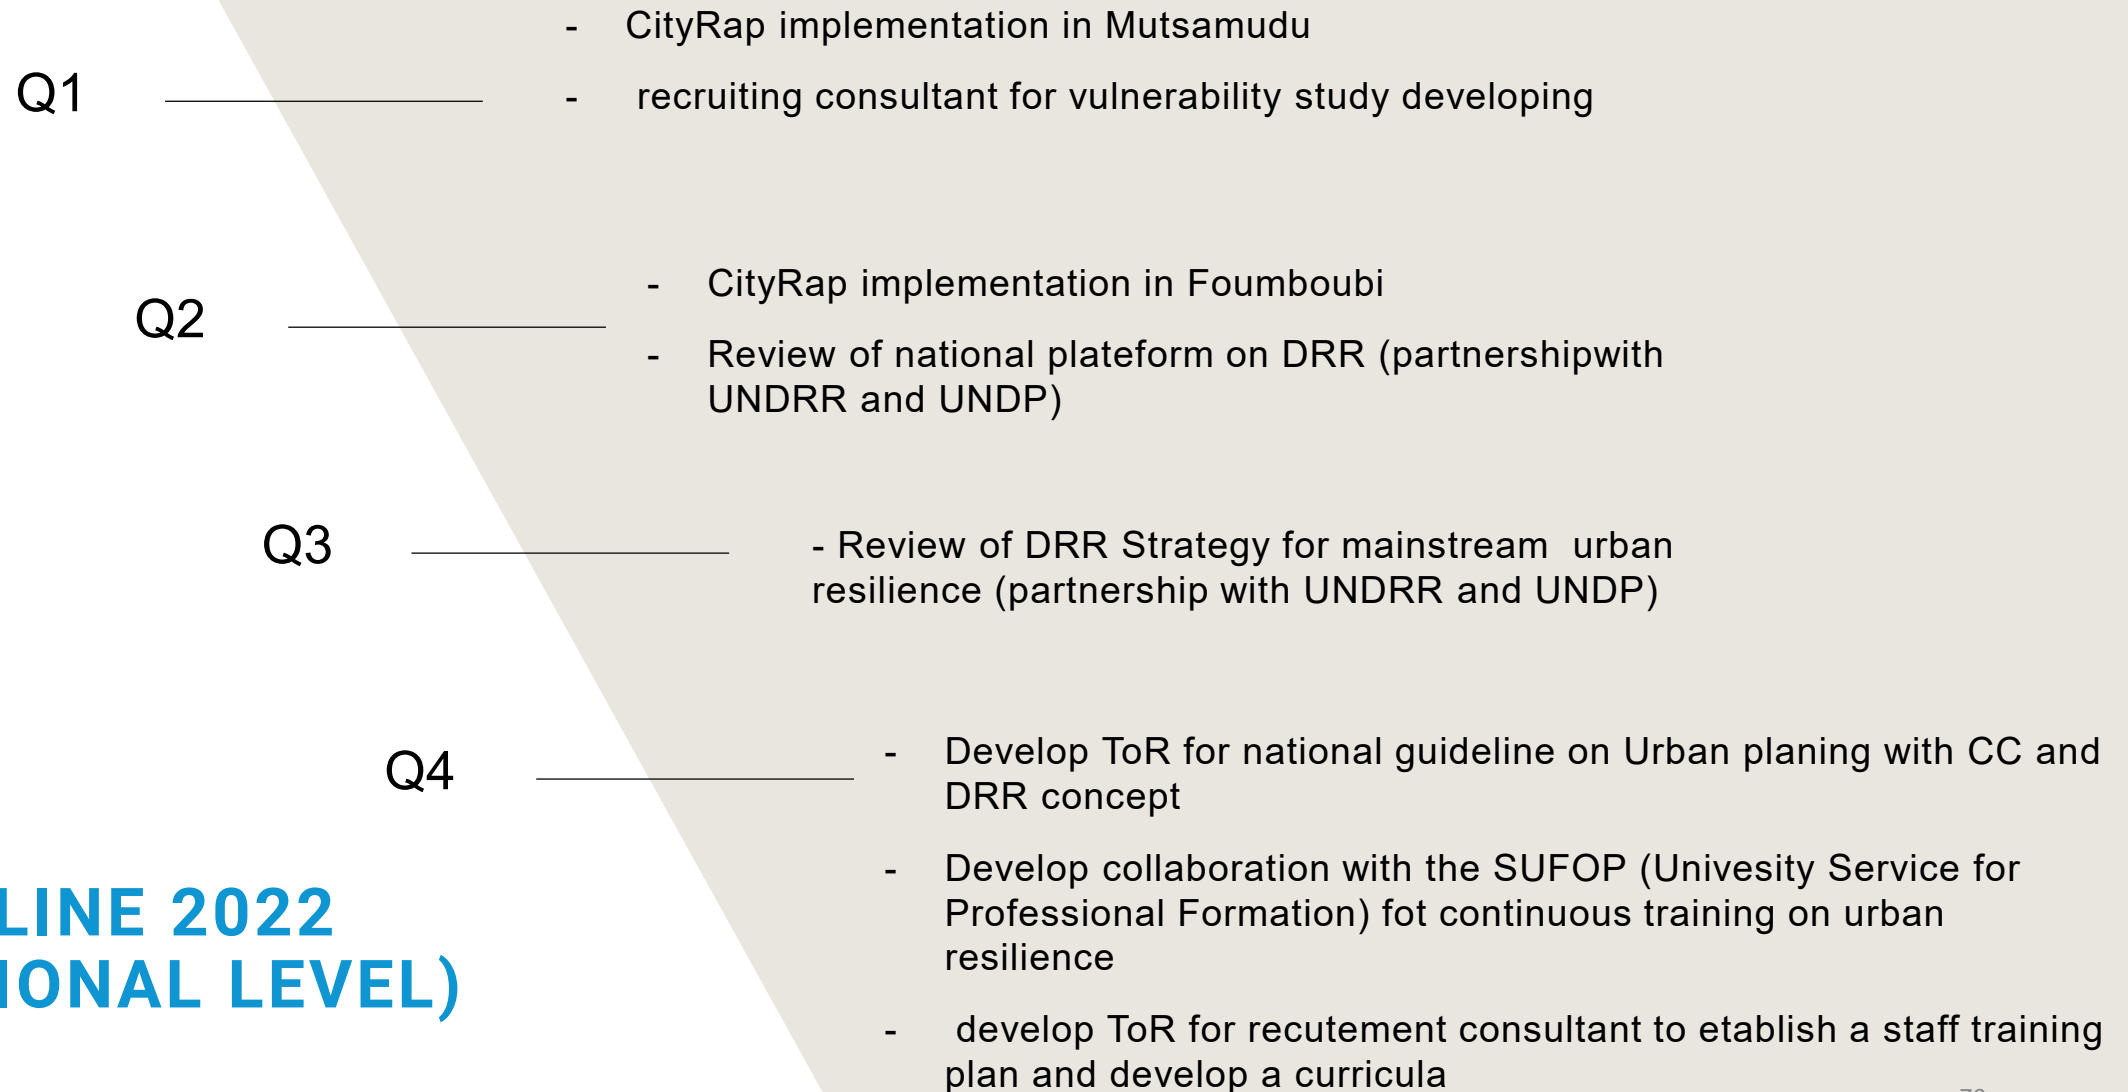 - CityRap implementation in Mutsamudu
Q1
- recruiting consultant for vulnerability study developing
- CityRap implementation in Foumboubi
Q2
- Review of national plateform on DRR (partnershipwith
UNDRR and UNDP)
Q3
- Review of DRR Strategy for mainstream  urban
resilience (partnership with UNDRR and UNDP)
Q4
- Develop ToR for national guideline on Urban planing with CC and
DRR concept
- Develop collaboration with the SUFOP (Univesity Service for
Professional Formation) fot continuous training on urban
resilience
- develop ToR for recutement consultant to etablish a staff training
plan and develop a curricula
LINE 2022
IONAL LEVEL)